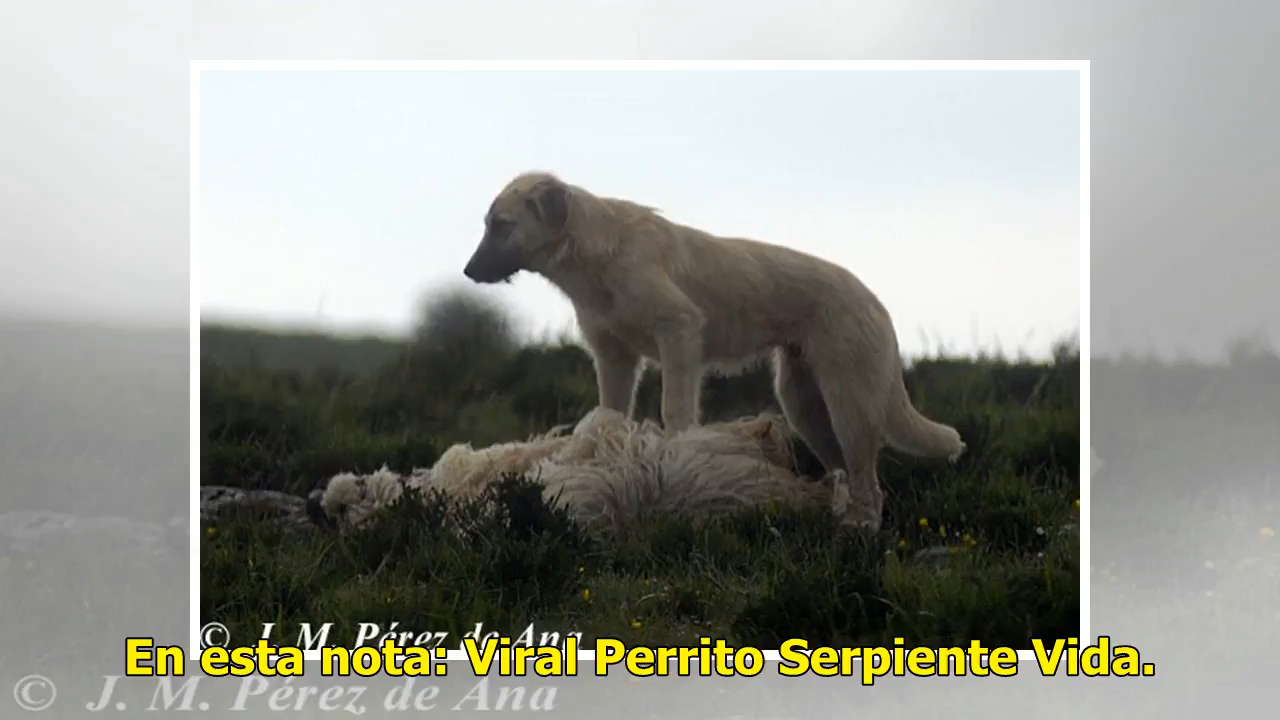 © J. M. Pérez de Ana
En esta nota: Viral Perrito Serpiente Vida.
© J. M. Pérez de Ana